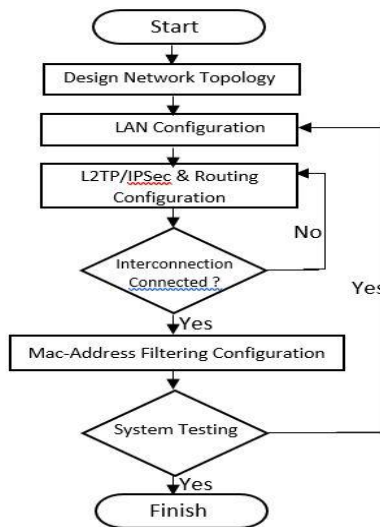 Start
Design Network Topology
LAN Configuration
L2TP/IPSec & Routing
Configuration
No
Interconnection
Connected ?
Yes
Yes
Mac-Address Filtering Configuration
System Testing
Yes
Finish